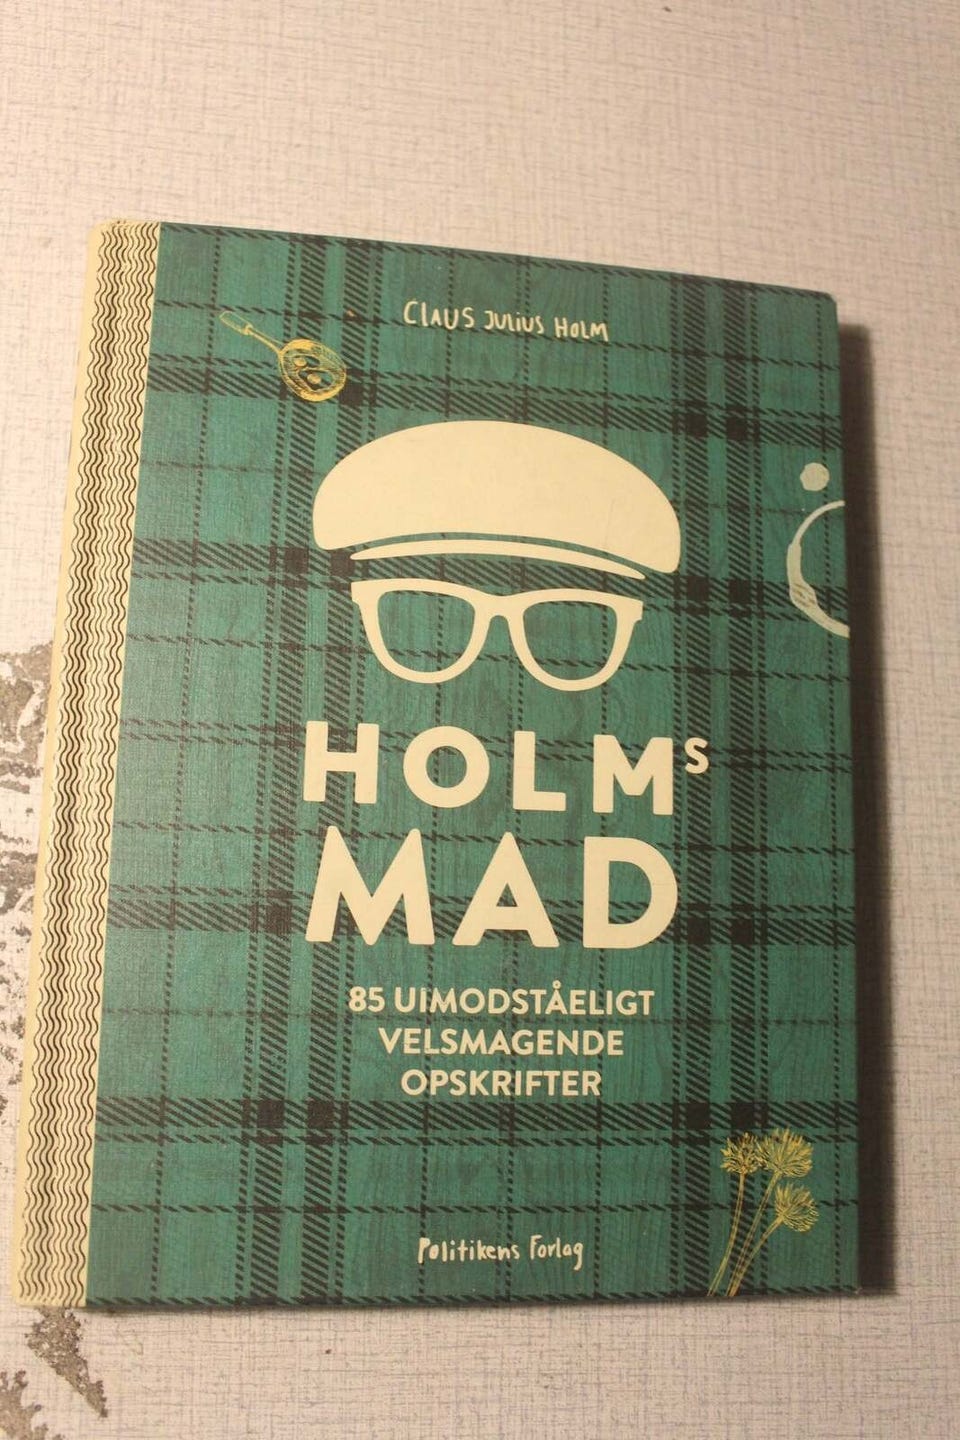 CLAUS JULIUS HOLM
HOLMS
MAD
85 UIMODSTÅELIGT
VELSMAGENDE
OPSKRIFTER
Politikens Forlag